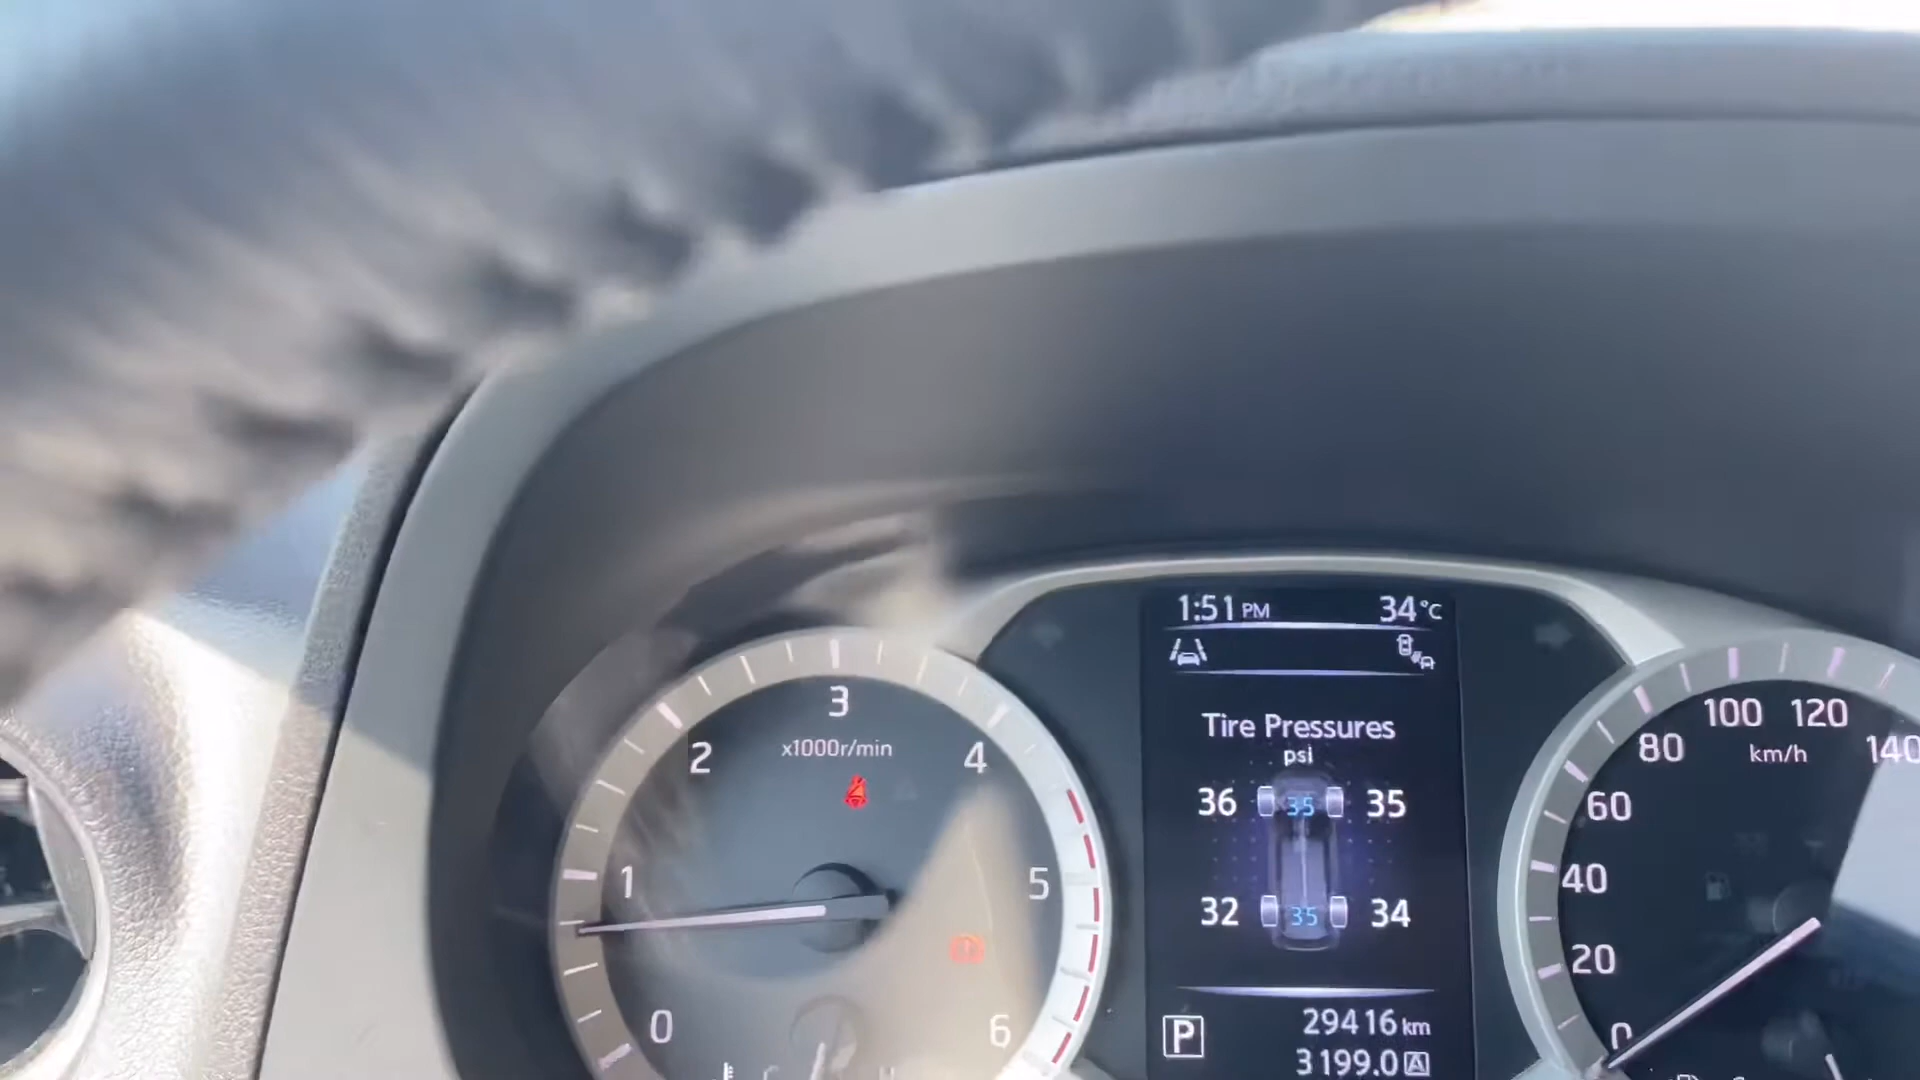 1:51 PM 34°C
Tire Pressures
psi
36 35 35
32 35 34
P 29416 km
3199.0 A
0 1 2 3 4 5 6
x1000r/min
0 20 40 60 80 100 120 140
km/h